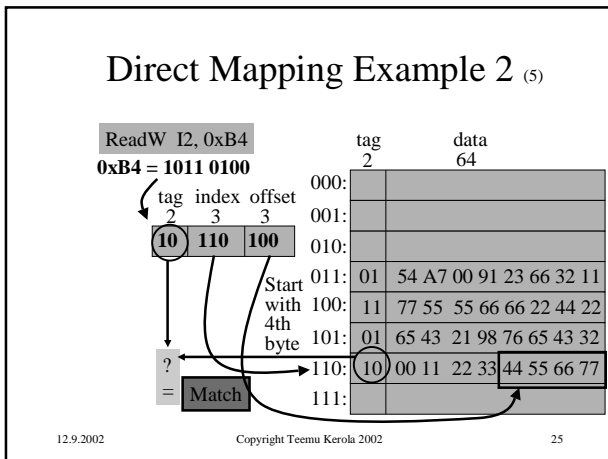 Direct Mapping Example 2 (5)
ReadW I2, 0xB4
0xB4 = 1011 0100
tag index offset
2 3 3
10 110 100
Start
with
4th
byte
?
=
Match
tag data
2 64
000:
001:
010:
011: 01 54 A7 00 91 23 66 32 11
100: 11 77 55 55 66 66 22 44 22
101: 01 65 43 21 98 76 65 43 32
110: 10 00 11 22 33 44 55 66 77
111:
12.9.2002 Copyright Teemu Kerola 2002 25